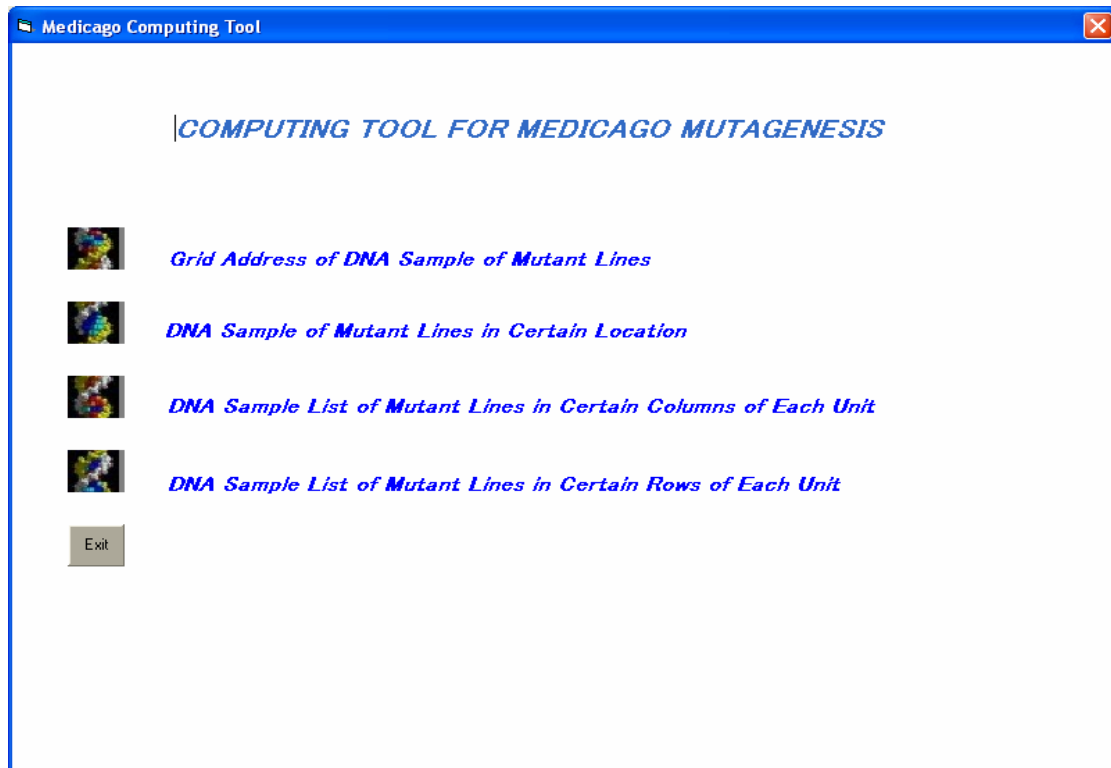 Medicago Computing Tool
COMPUTING TOOL FOR MEDICAGO MUTAGENESIS
Grid Address of DNA Sample of Mutant Lines
DNA Sample of Mutant Lines in Certain Location
DNA Sample List of Mutant Lines in Certain Columns of Each Unit
DNA Sample List of Mutant Lines in Certain Rows of Each Unit
Exit